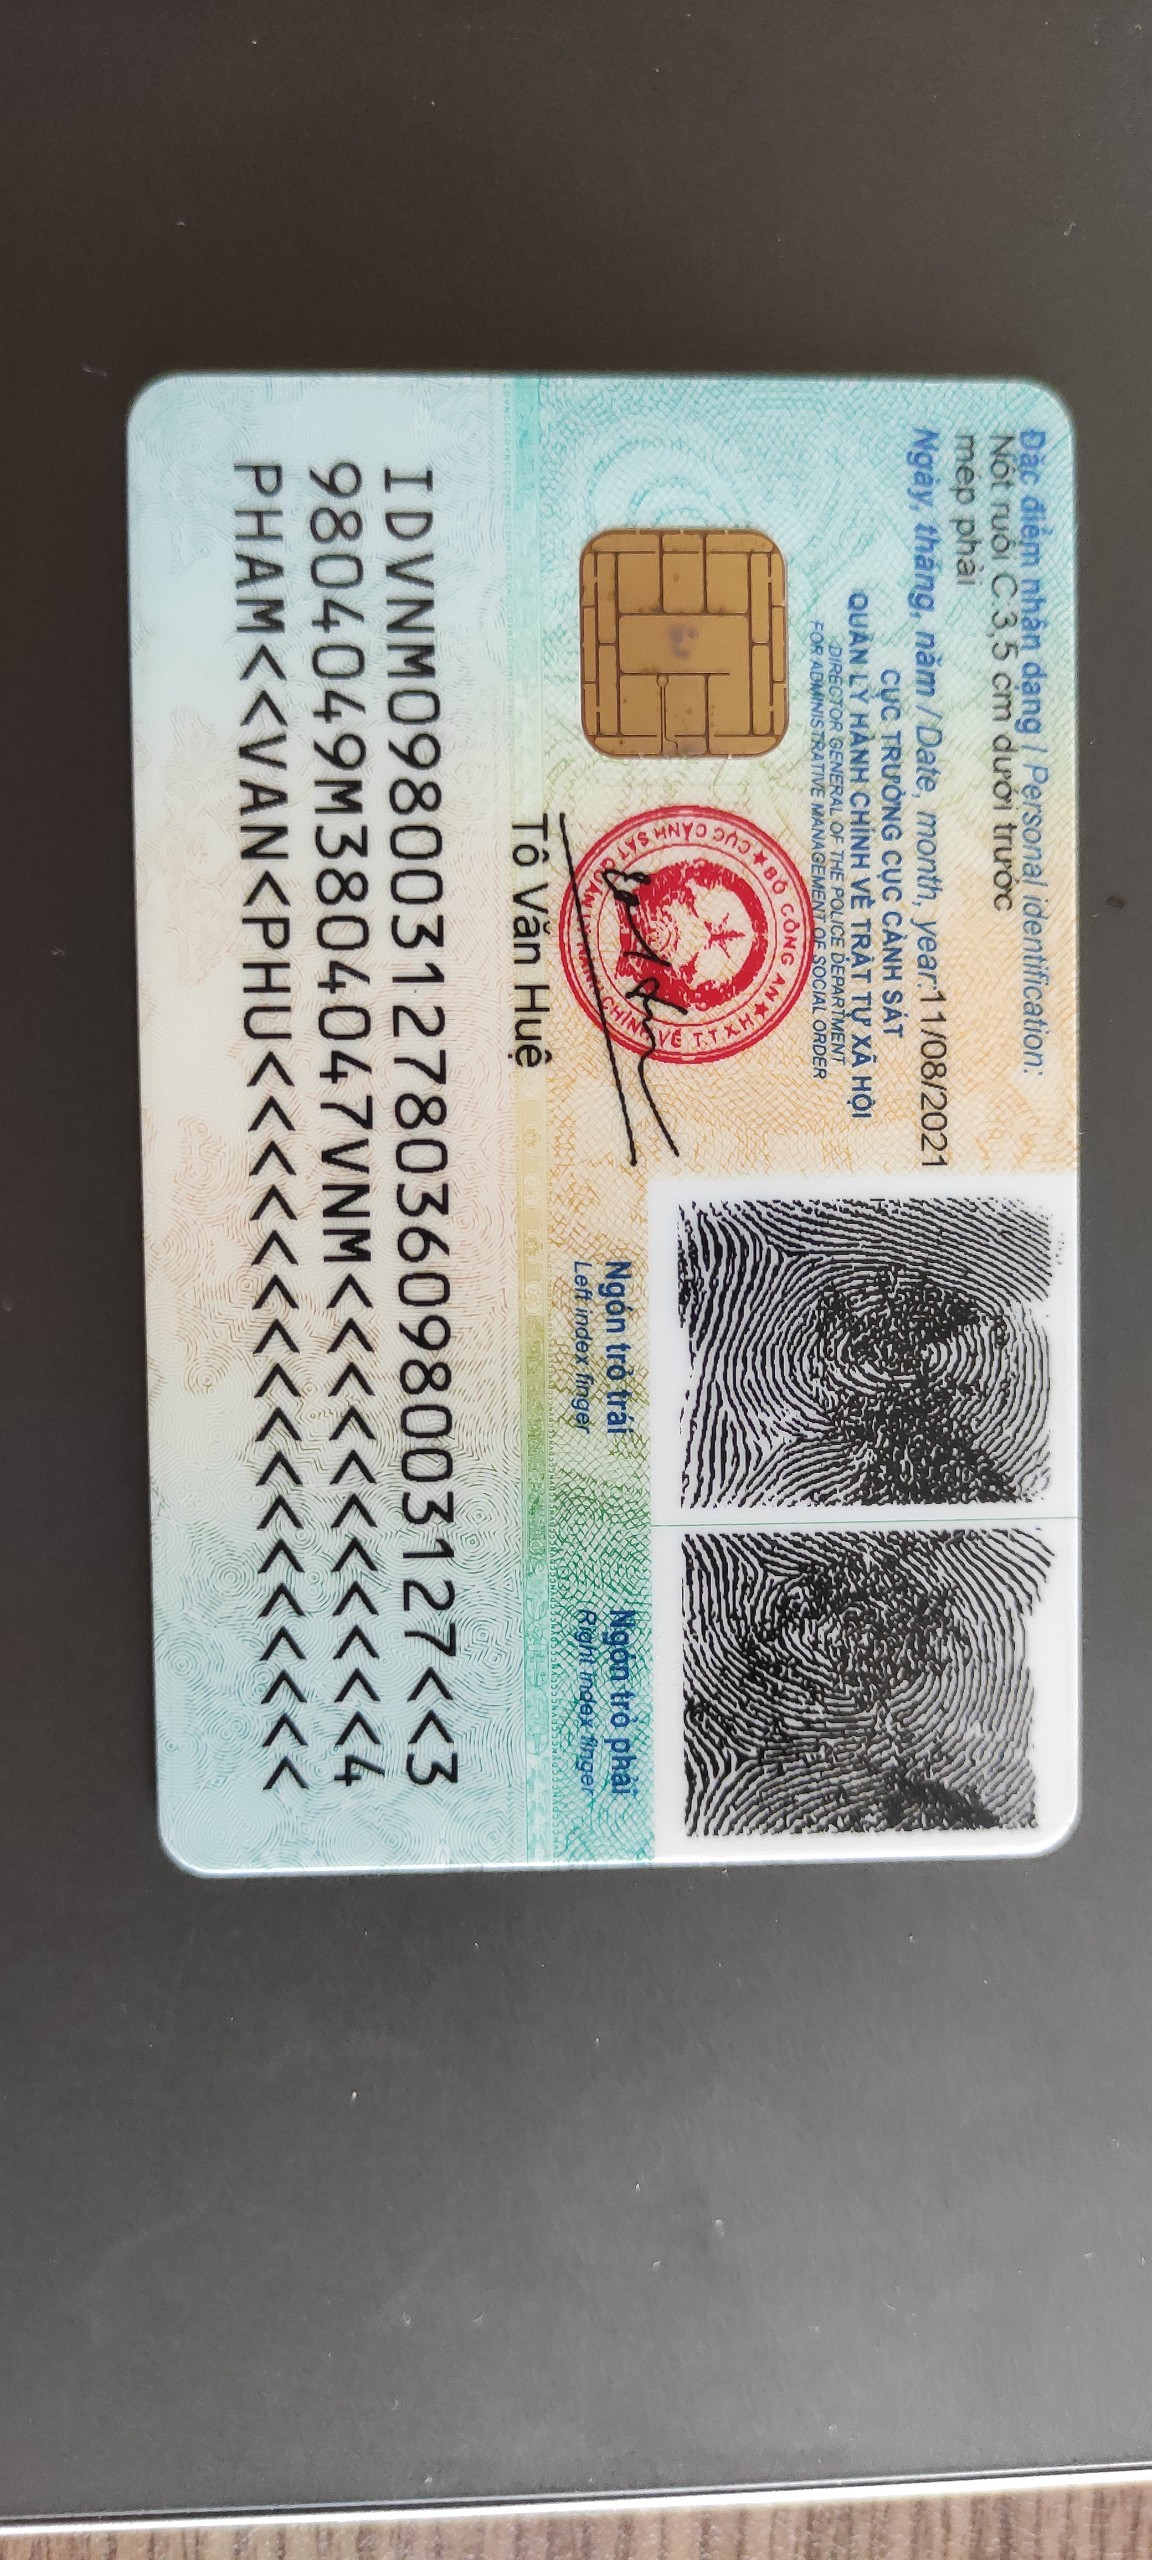 Đặc điểm nhân dạng / Personal identification:
Nốt ruồi C.3,5 cm dưới trước
mép phải
Ngày, tháng, năm / Date, month, year:11/08/2021
CỤC TRƯỞNG CỤC CẢNH SÁT
QUẢN LÝ HÀNH CHÍNH VỀ TRẬT TỰ XÃ HỘI
DIRECTOR GENERAL OF THE POLICE DEPARTMENT
FOR ADMINISTRATIVE MANAGEMENT OF SOCIAL ORDER
BỘ CÔNG AN
CỤC CẢNH SÁT QUẢN LÝ HÀNH CHÍNH VỀ TTXH
Tô Văn Huệ
Ngón trỏ trái
Left index finger
Ngón trỏ phải
Right index finger
IDVNM0980031278036098003127<<3
9804049M3804047VNM<<<<<<<<<<<4
PHAM<<VAN<PHU<<<<<<<<<<<<<<<<<